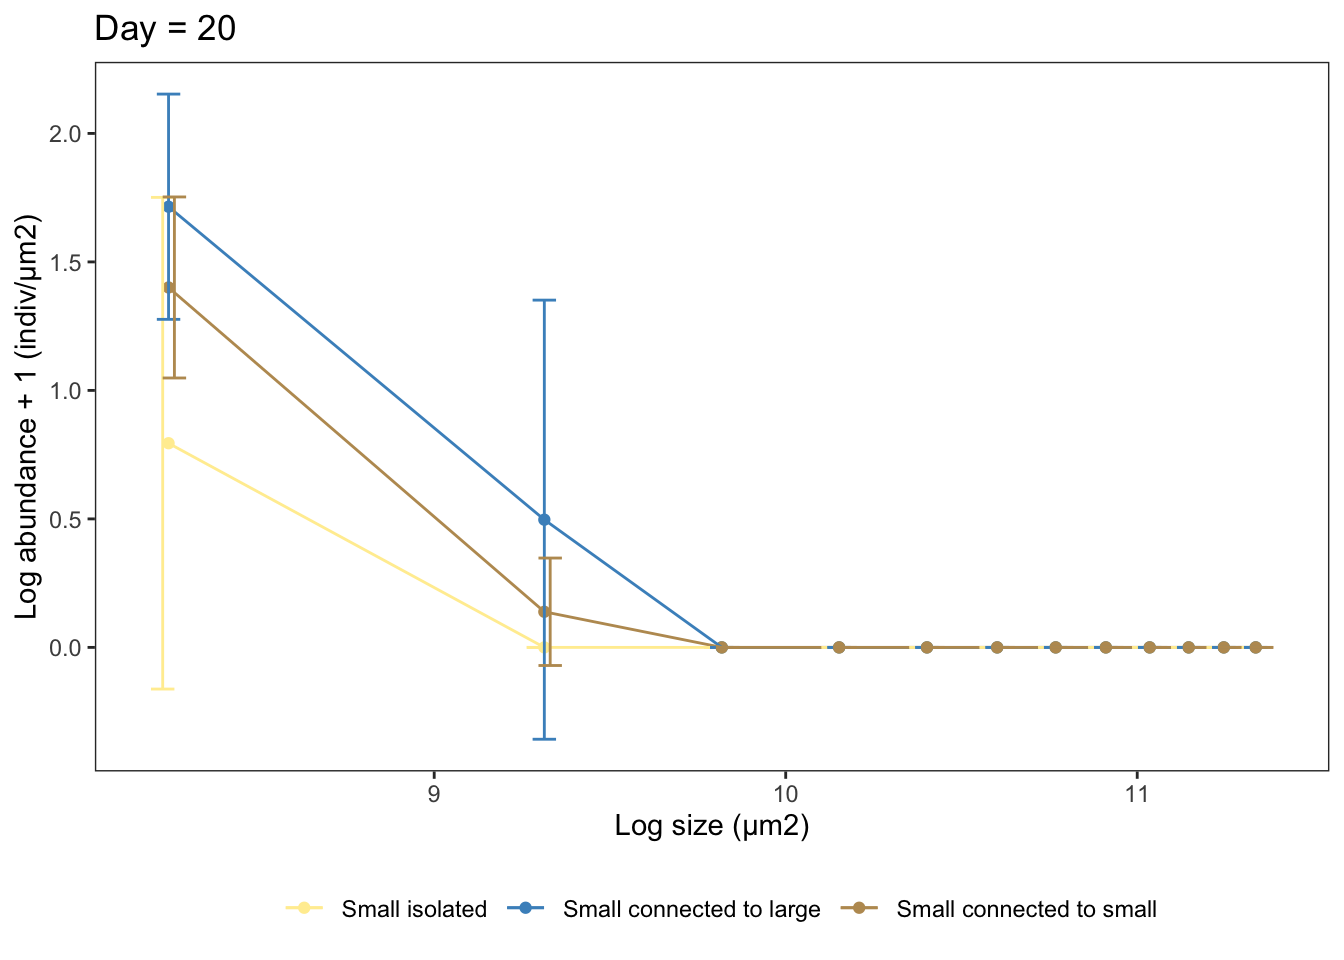 Day = 20
Log abundance + 1 (indiv/μm2)
2.0
1.5
1.0
0.5
0.0
9 10 11
Log size (μm2)
Small isolated Small connected to large Small connected to small